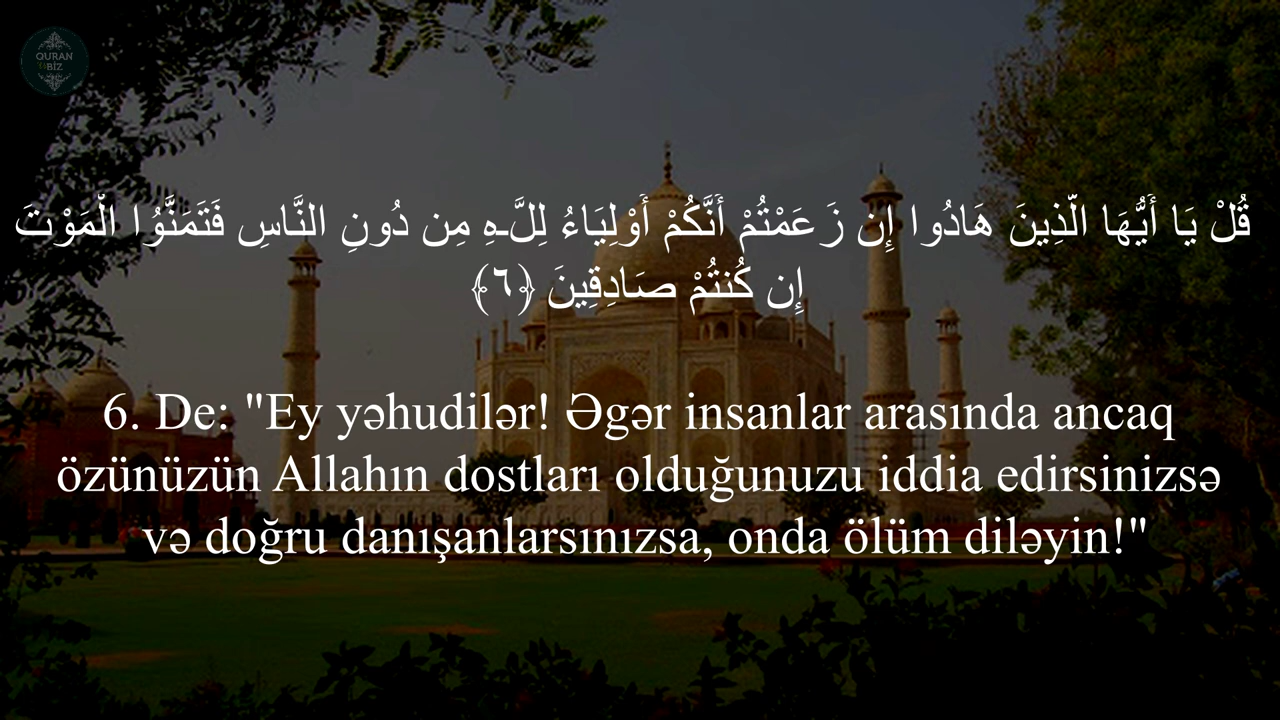 QURAN
BİZ
قُلْ يَا أَيُّهَا الَّذِينَ هَادُوا إِن زَعَمْتُمْ أَنَّكُمْ أَوْلِيَاءُ لِلَّـهِ مِن دُونِ النَّاسِ فَتَمَنَّوُا الْمَوْتَ
إِن كُنتُمْ صَادِقِينَ ﴿٦﴾
6. De: "Ey yəhudilər! Əgər insanlar arasında ancaq
özünüzün Allahın dostları olduğunuzu iddia edirsinizsə
və doğru danışanlarsınızsa, onda ölüm diləyin!"